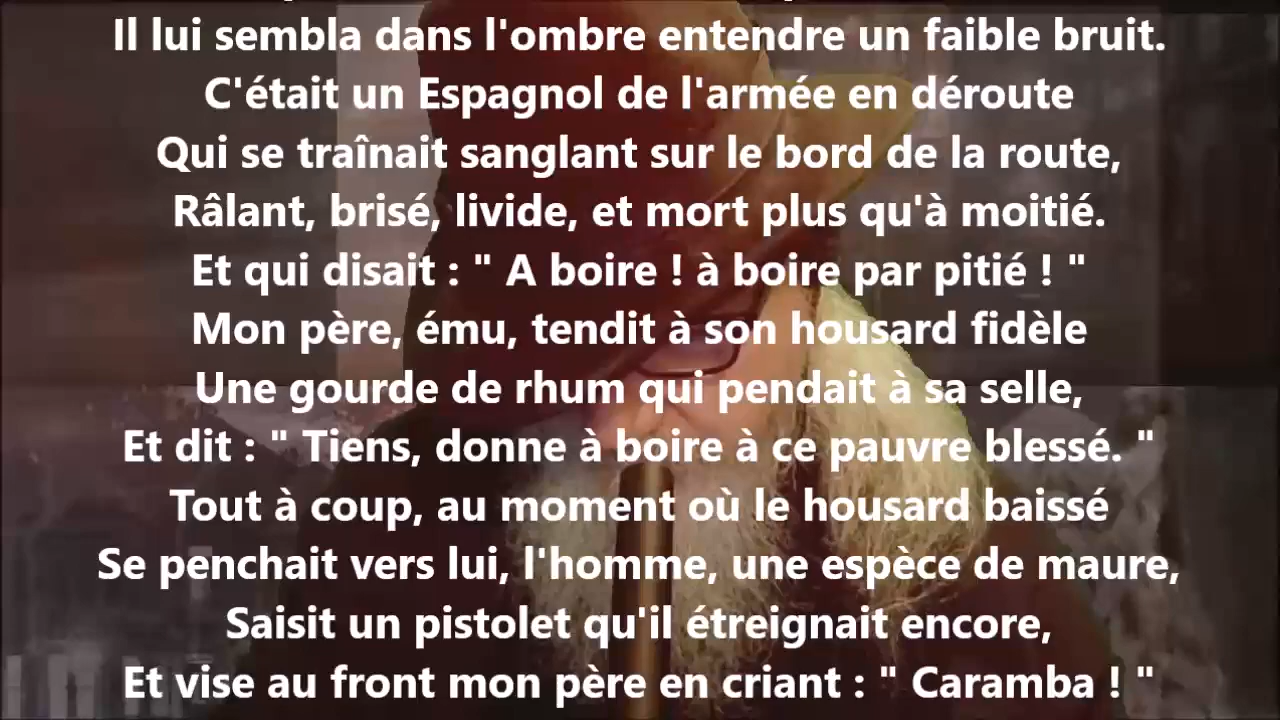 Il lui sembla dans l'ombre entendre un faible bruit.
C'était un Espagnol de l'armée en déroute
Qui se traînait sanglant sur le bord de la route,
Râlant, brisé, livide, et mort plus qu'à moitié.
Et qui disait : " A boire ! à boire par pitié ! "
Mon père, ému, tendit à son housard fidèle
Une gourde de rhum qui pendait à sa selle,
Et dit : " Tiens, donne à boire à ce pauvre blessé. "
Tout à coup, au moment où le housard baissé
Se penchait vers lui, l'homme, une espèce de maure,
Saisit un pistolet qu'il étreignait encore,
Et vise au front mon père en criant : " Caramba ! "